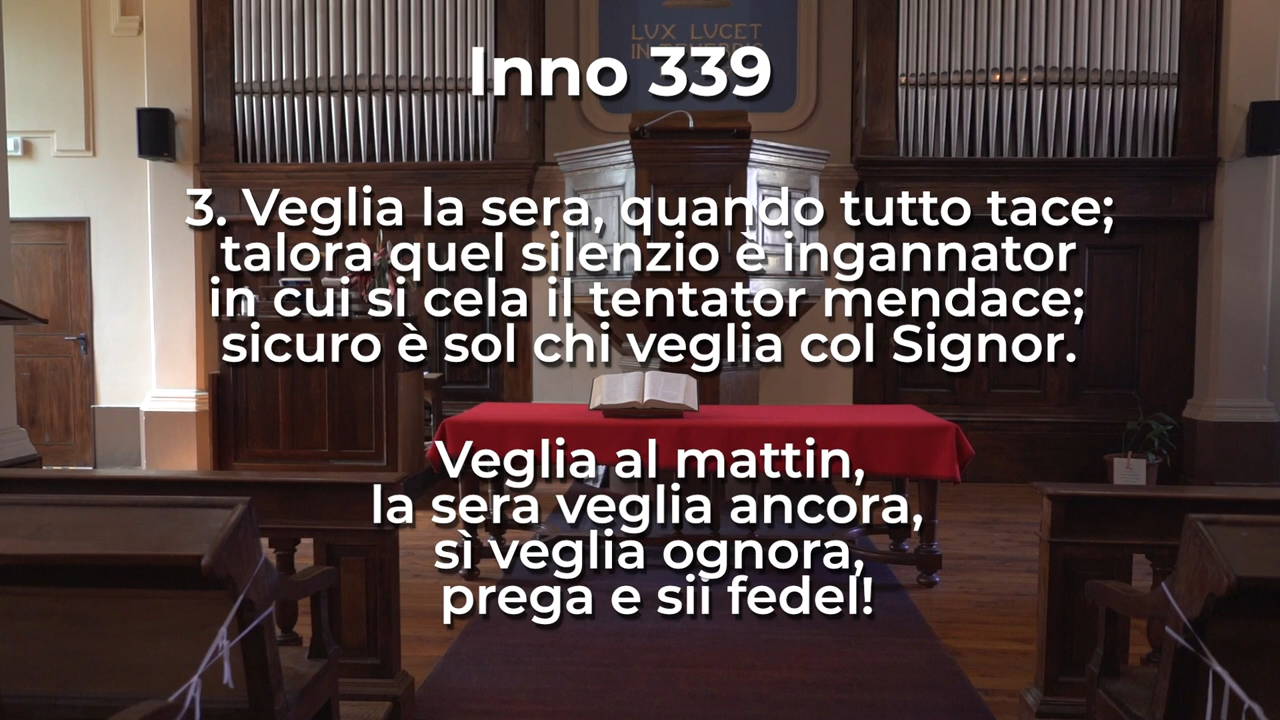 LUX LUCET
Inno 339
3. Veglia la sera, quando tutto tace;
talora quel silenzio è ingannator
in cui si cela il tentator mendace;
sicuro è sol chi veglia col Signor.
Veglia al mattin,
la sera veglia ancora,
sì veglia ognora,
prega e sii fedel!